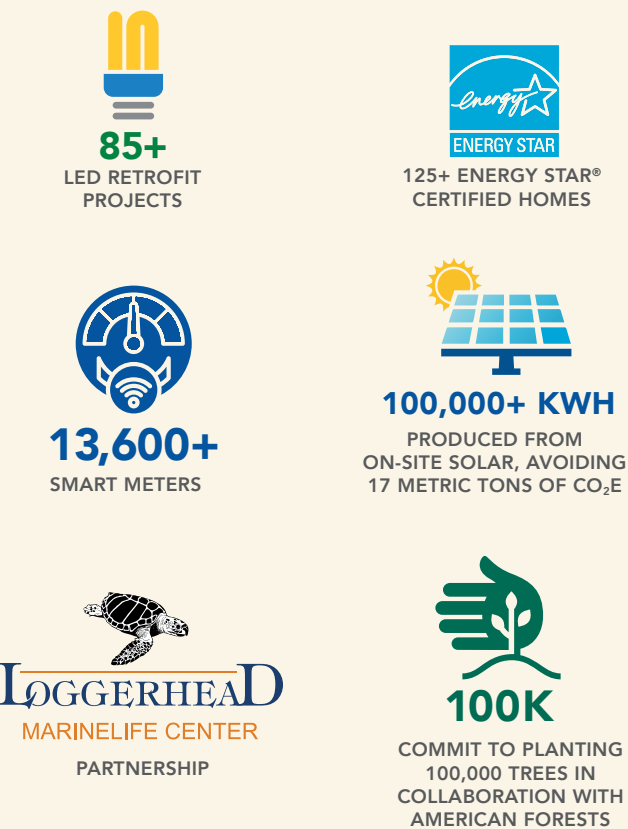 85+
LED RETROFIT
PROJECTS
energy
ENERGY STAR
125+ ENERGY STAR®
CERTIFIED HOMES
13,600+
SMART METERS
100,000+ KWH
PRODUCED FROM
ON-SITE SOLAR, AVOIDING
17 METRIC TONS OF CO₂E
LOGGERHEAD
MARINELIFE CENTER
PARTNERSHIP
100K
COMMIT TO PLANTING
100,000 TREES IN
COLLABORATION WITH
AMERICAN FORESTS